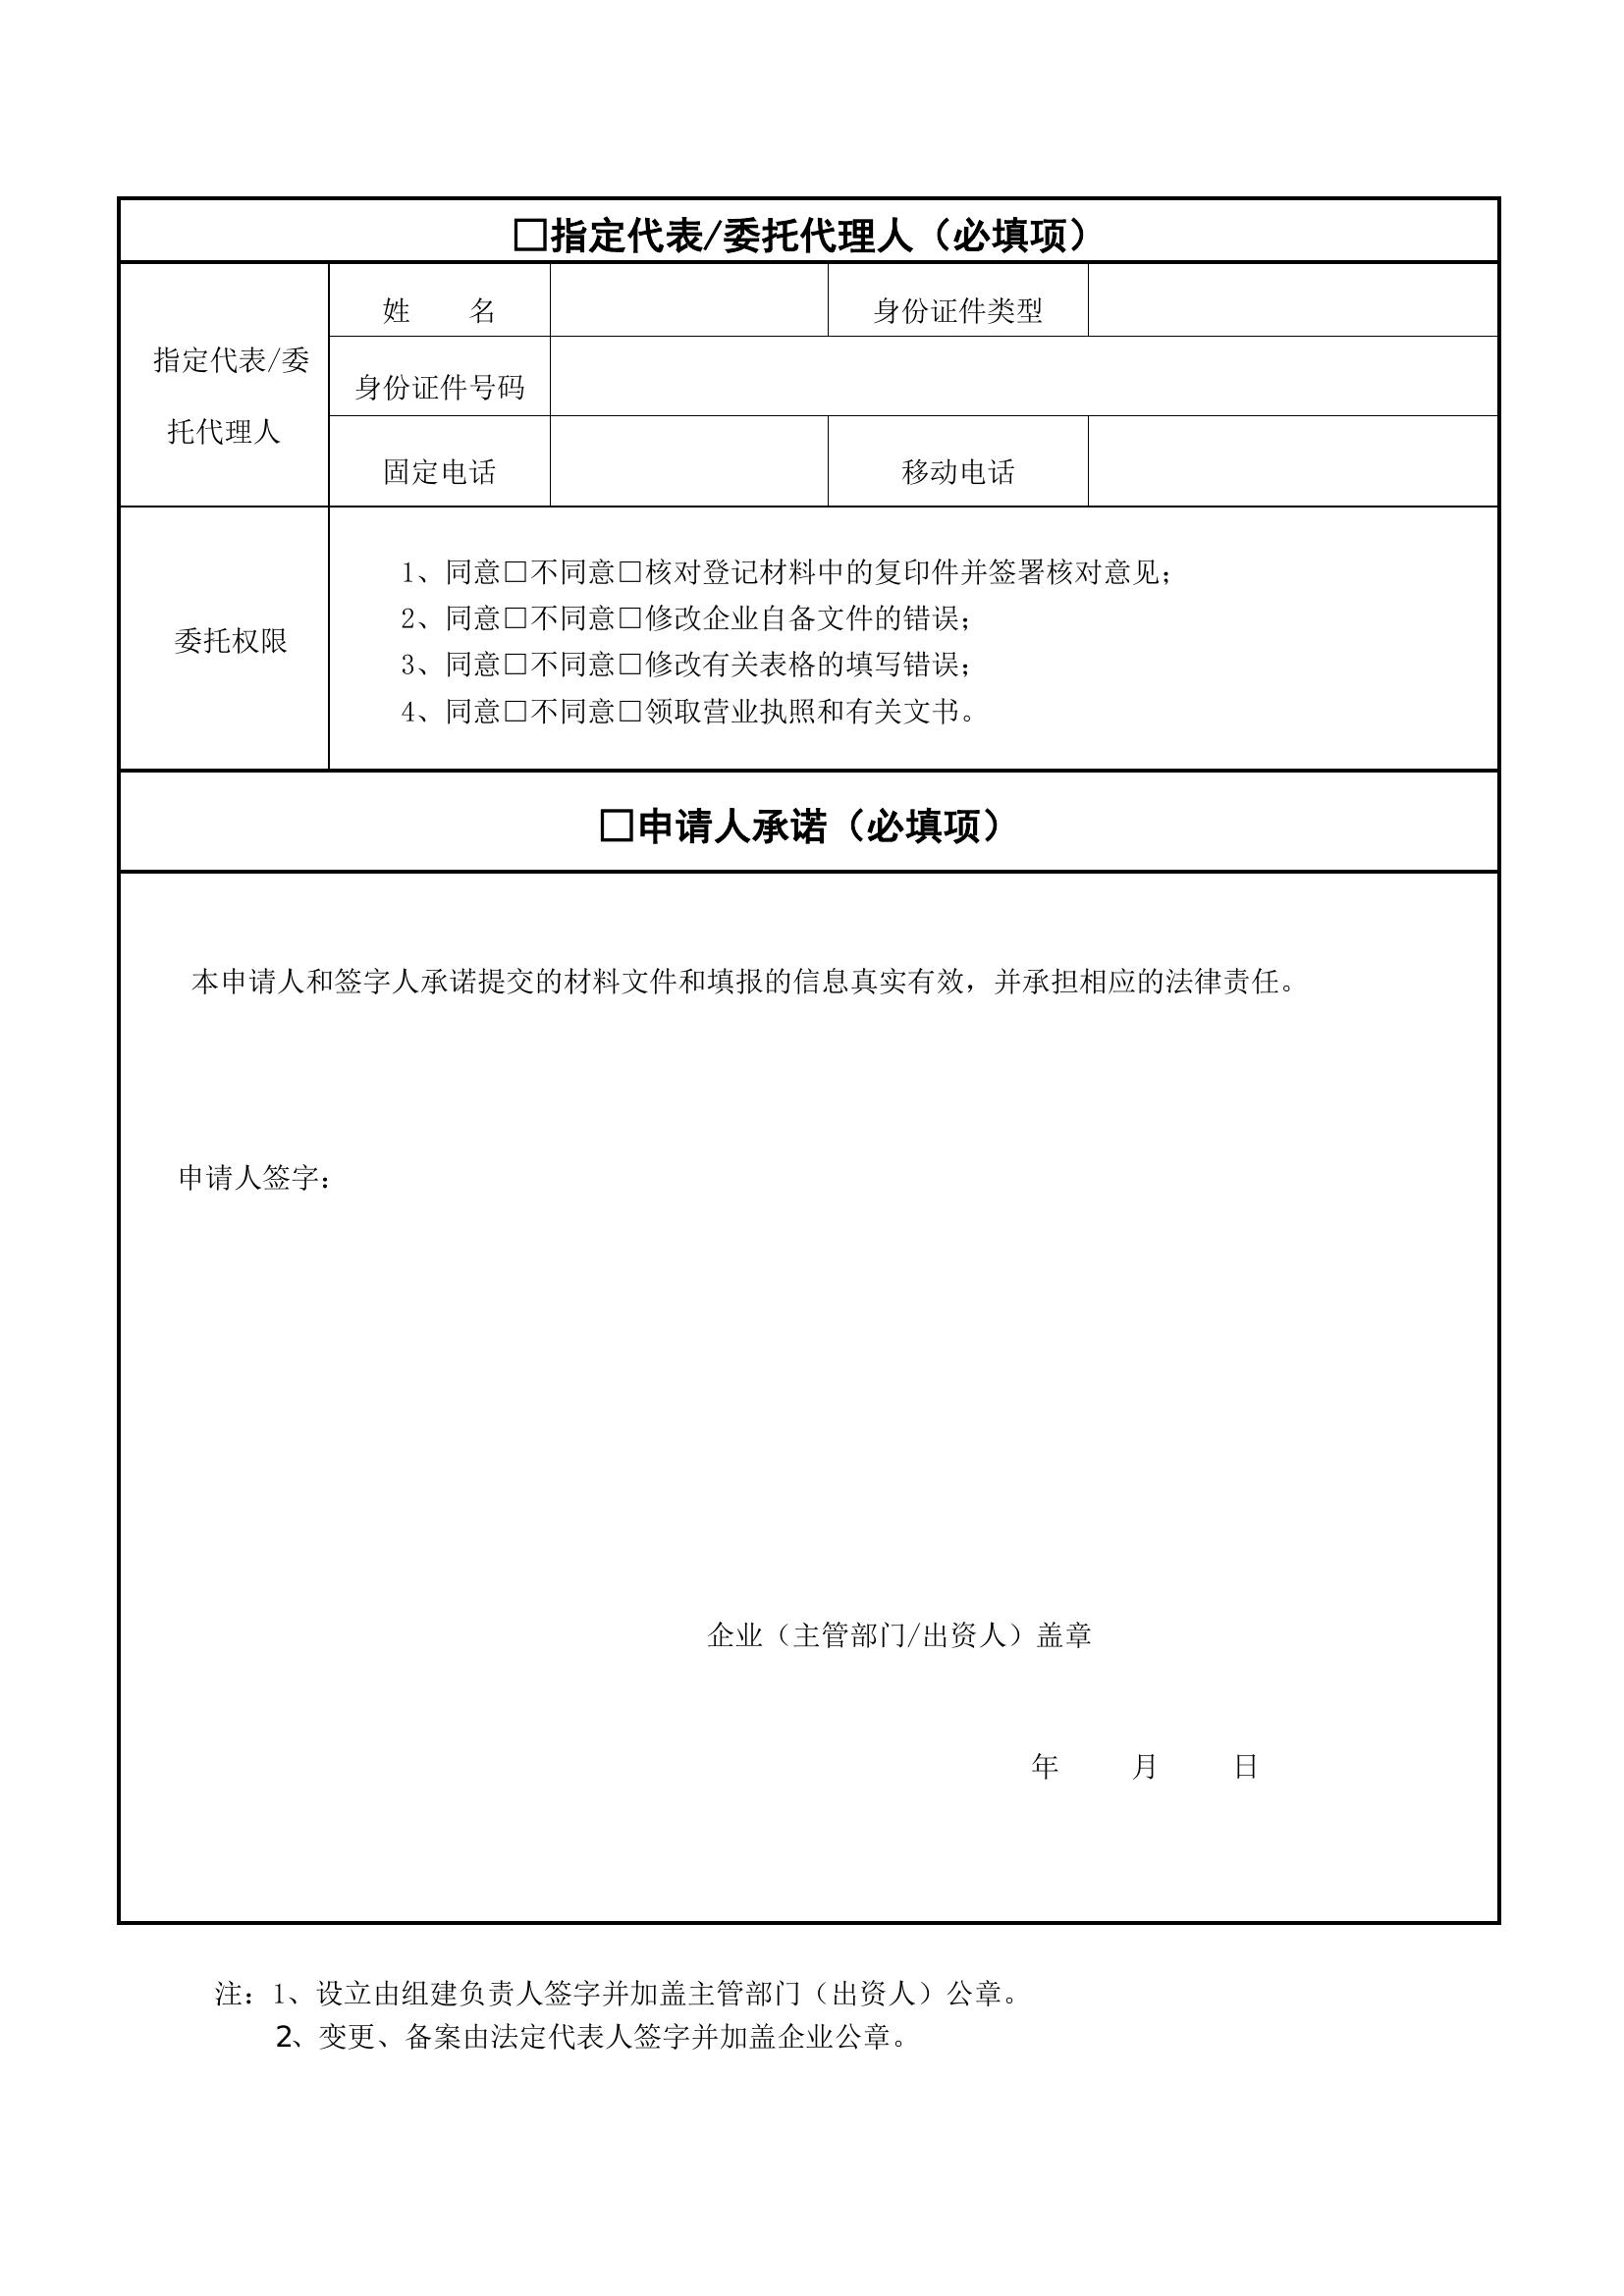 □指定代表/委托代理人（必填项）
姓　　名
身份证件类型
指定代表/委
托代理人
身份证件号码
固定电话
移动电话
委托权限
1、同意□不同意□核对登记材料中的复印件并签署核对意见；
2、同意□不同意□修改企业自备文件的错误；
3、同意□不同意□修改有关表格的填写错误；
4、同意□不同意□领取营业执照和有关文书。
□申请人承诺（必填项）
本申请人和签字人承诺提交的材料文件和填报的信息真实有效，并承担相应的法律责任。
申请人签字：
企业（主管部门/出资人）盖章
年　　月　　日
注：1、设立由组建负责人签字并加盖主管部门（出资人）公章。
2、变更、备案由法定代表人签字并加盖企业公章。